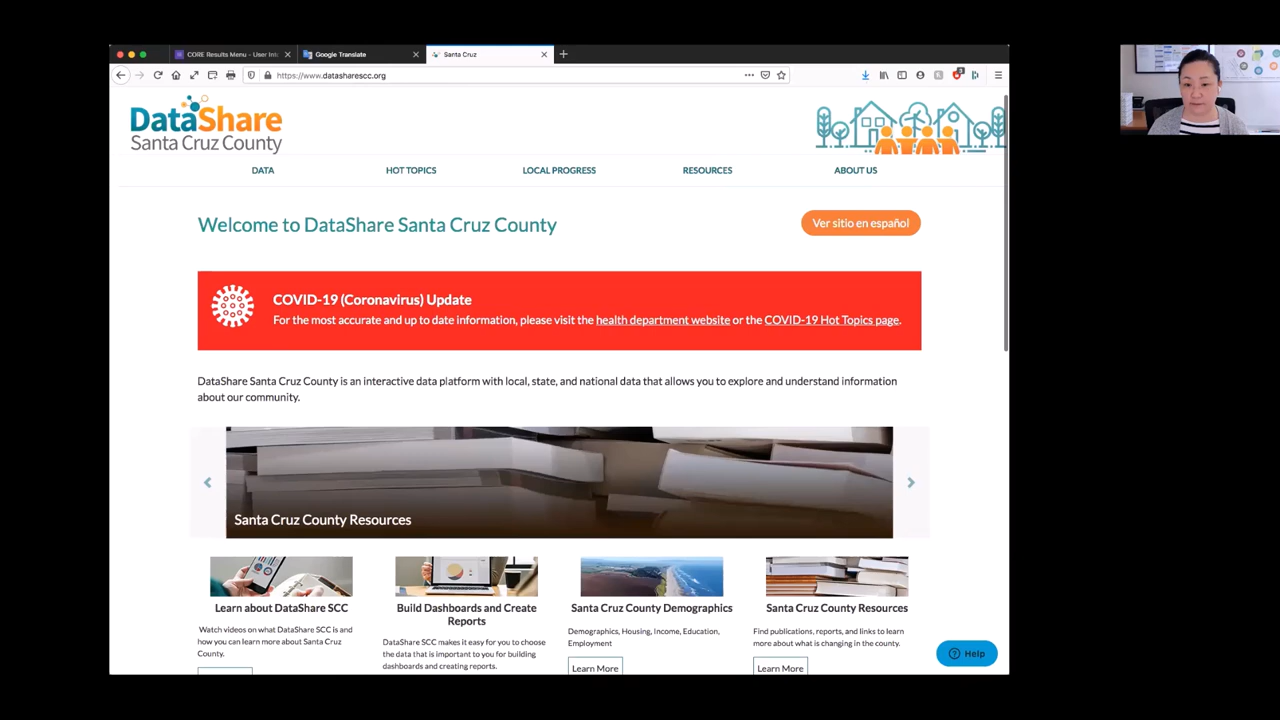 CORE Results Menu - User Int
Google Translate
Santa Cruz
https://www.datasharescc.org
DataShare
Santa Cruz County
DATA
HOT TOPICS
LOCAL PROGRESS
RESOURCES
ABOUT US
Welcome to DataShare Santa Cruz County
Ver sitio en español
COVID-19 (Coronavirus) Update
For the most accurate and up to date information, please visit the health department website or the COVID-19 Hot Topics page.
DataShare Santa Cruz County is an interactive data platform with local, state, and national data that allows you to explore and understand information
about our community.
Santa Cruz County Resources
Learn about DataShare SCC
Watch videos on what DataShare SCC is and
how you can learn more about Santa Cruz
County.
Build Dashboards and Create
Reports
DataShare SCC makes it easy for you to choose
the data that is important to you for building
dashboards and creating reports.
Santa Cruz County Demographics
Demographics, Housing, Income, Education,
Employment
Learn More
Santa Cruz County Resources
Find publications, reports, and links to learn
more about what is changing in the county.
Learn More
Help